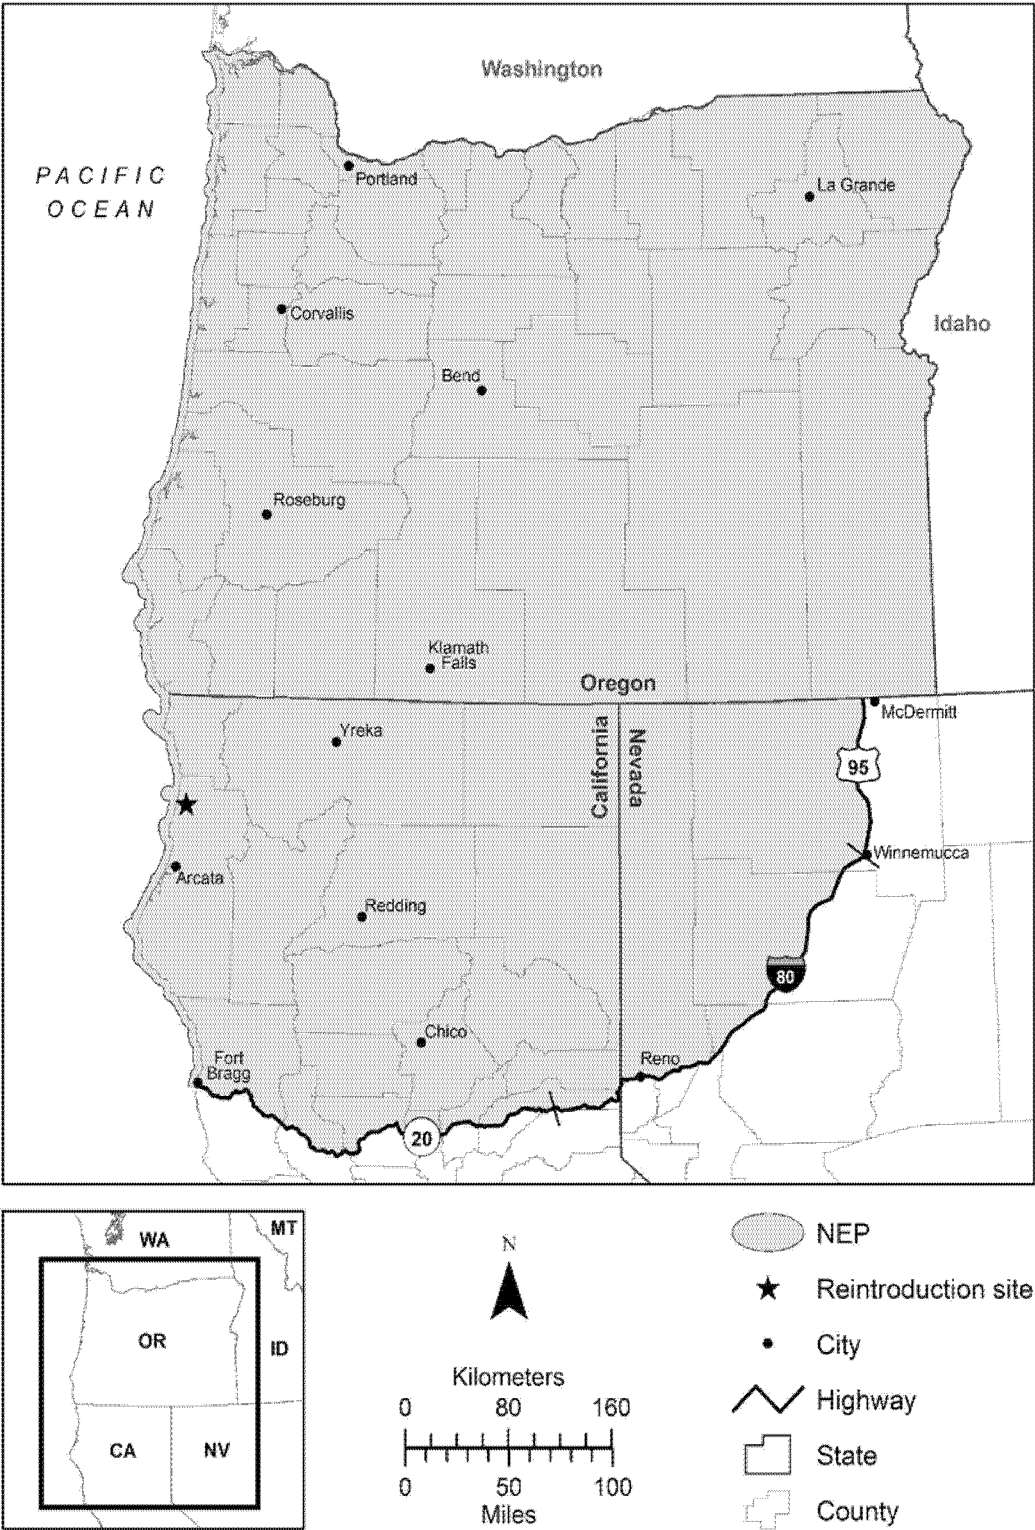 Washington
PACIFIC
OCEAN
Portland
La Grande
Corvallis
Idaho
Bend
Roseburg
Klamath
Falls
Oregon
McDermitt
Yreka
California
Nevada
95
Winnemucca
Arcata
Redding
80
Chico
Reno
Fort
Bragg
20
WA
MT
OR
ID
CA
NV
N
Kilometers
0 80 160
0 50 100
Miles
NEP
Reintroduction site
City
Highway
State
County